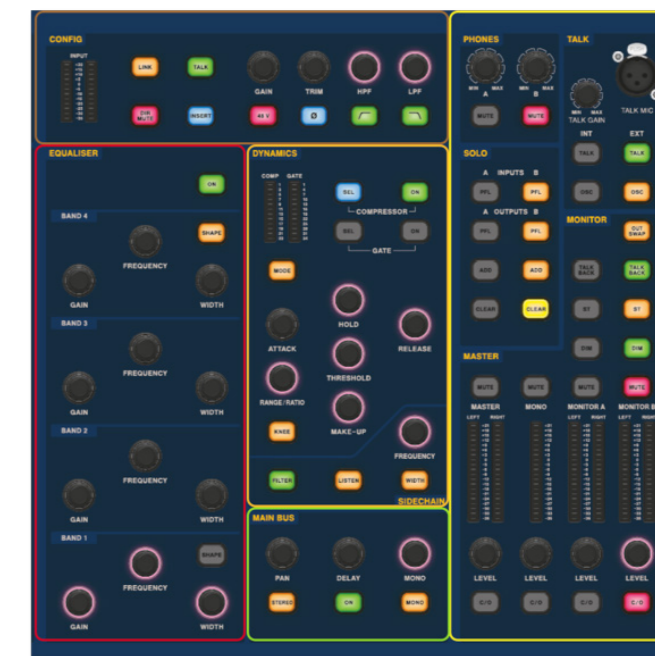 CONFIG
INPUT
LINK
TALK
DIR MUTE
INSERT
GAIN
TRIM
HPF
LPF
48 V
Ø
PHONES
MIN MAX
MIN MAX
A
B
MUTE
MUTE
TALK
MIN MAX
TALK GAIN
TALK MIC
INT
EXT
TALK
TALK
OSC
OSC
EQUALISER
ON
BAND 4
SHAPE
FREQUENCY
GAIN
WIDTH
BAND 3
FREQUENCY
GAIN
WIDTH
BAND 2
FREQUENCY
GAIN
WIDTH
BAND 1
SHAPE
FREQUENCY
GAIN
WIDTH
DYNAMICS
COMP GATE
SEL
ON
COMPRESSOR
SEL
ON
GATE
MODE
HOLD
ATTACK
RELEASE
THRESHOLD
RANGE/RATIO
KNEE
MAKE-UP
FREQUENCY
FILTER
LISTEN
WIDTH
SIDECHAIN
MAIN BUS
PAN
DELAY
MONO
STEREO
ON
MONO
SOLO
A INPUTS B
PFL
PFL
A OUTPUTS B
PFL
PFL
ADD
ADD
CLEAR
CLEAR
MONITOR
OUT SWAP
TALK BACK
TALK BACK
BT
BT
DIM
DIM
MASTER
MUTE
MUTE
MUTE
MUTE
MASTER
MONO
MONITOR A
MONITOR B
LEFT RIGHT
LEFT RIGHT
LEFT RIGHT
LEVEL
LEVEL
LEVEL
LEVEL
C/O
C/O
C/O
C/O